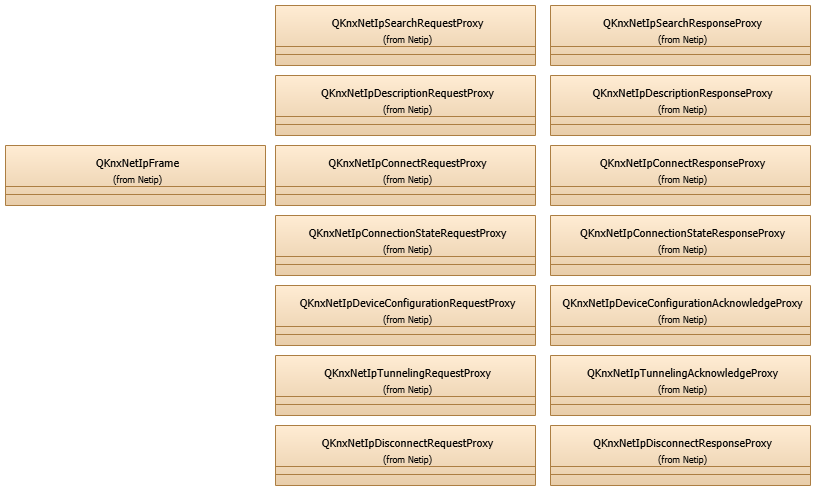 QKnxNetIpSearchRequestProxy
(from Netip)
QKnxNetIpSearchResponseProxy
(from Netip)
QKnxNetIpDescriptionRequestProxy
(from Netip)
QKnxNetIpDescriptionResponseProxy
(from Netip)
QKnxNetIpFrame
(from Netip)
QKnxNetIpConnectRequestProxy
(from Netip)
QKnxNetIpConnectResponseProxy
(from Netip)
QKnxNetIpConnectionStateRequestProxy
(from Netip)
QKnxNetIpConnectionStateResponseProxy
(from Netip)
QKnxNetIpDeviceConfigurationRequestProxy
(from Netip)
QKnxNetIpDeviceConfigurationAcknowledgeProxy
(from Netip)
QKnxNetIpTunnelingRequestProxy
(from Netip)
QKnxNetIpTunnelingAcknowledgeProxy
(from Netip)
QKnxNetIpDisconnectRequestProxy
(from Netip)
QKnxNetIpDisconnectResponseProxy
(from Netip)